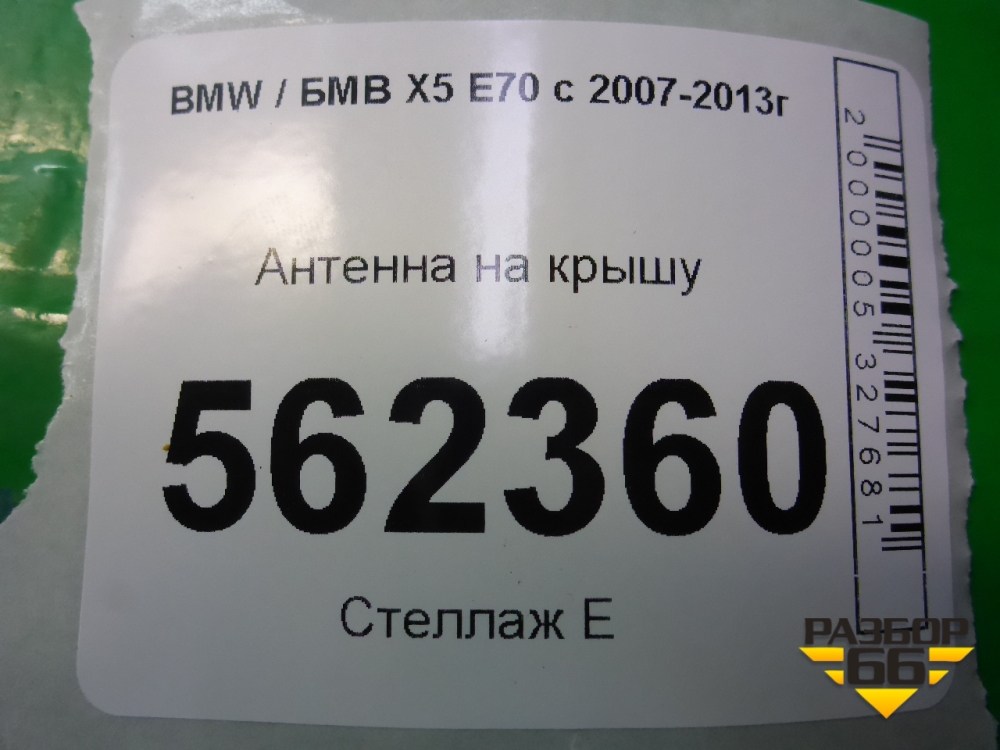 BMW / БМВ X5 E70 с 2007-2013г
Антенна на крышу
562360
Стеллаж Е
2000005327681
РАЗБОР
66